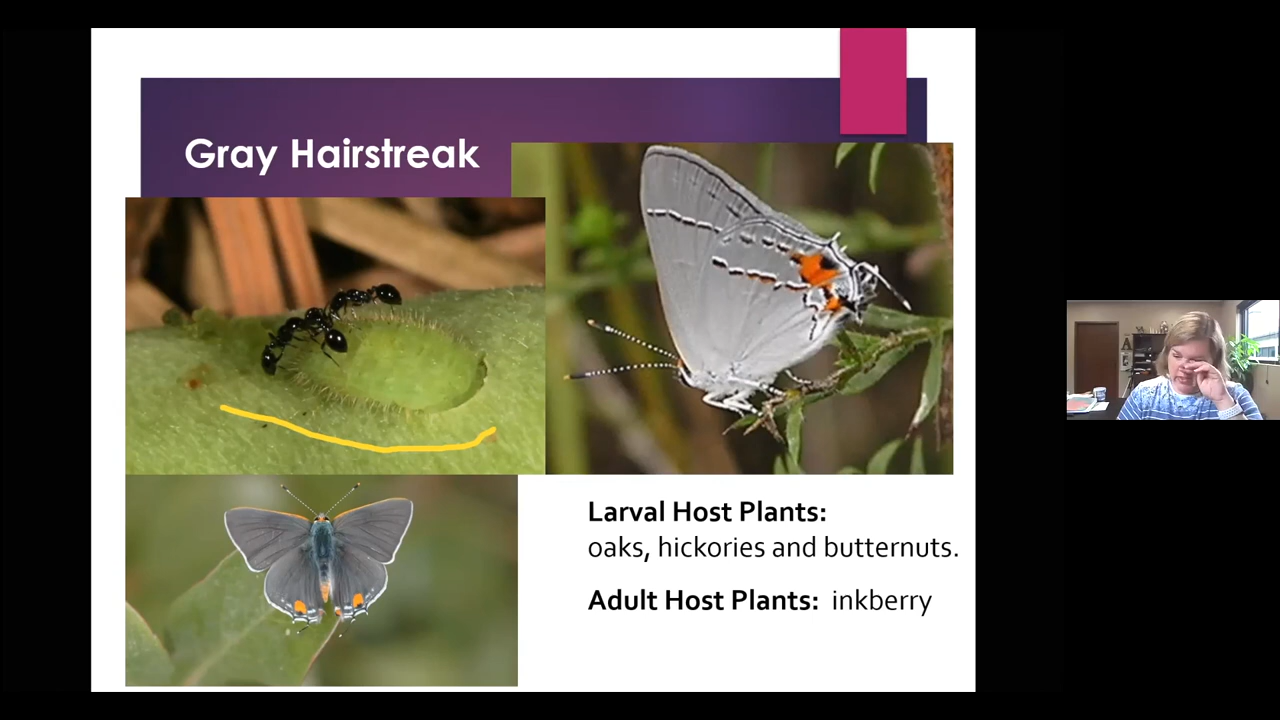 Gray Hairstreak
Larval Host Plants:
oaks, hickories and butternuts.
Adult Host Plants: inkberry